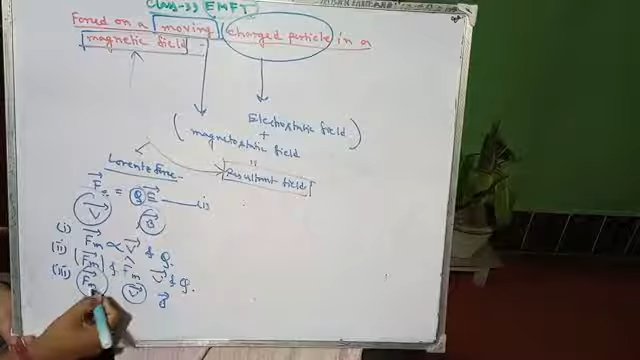 Class-33 EMFT
Forced on a moving charged particle in a
magnetic field
( Electrostatic field
+
magnetostatic field )
=
Resultant field
Lorentz force
F⃗e = QE⃗ —— (i)
V⃗ B⃗
(i) F⃗m ∝ V⃗ & Q.
(ii) |F⃗m| & F̂m V⃗ & Q.
(iii) F⃗m V⃗ B⃗